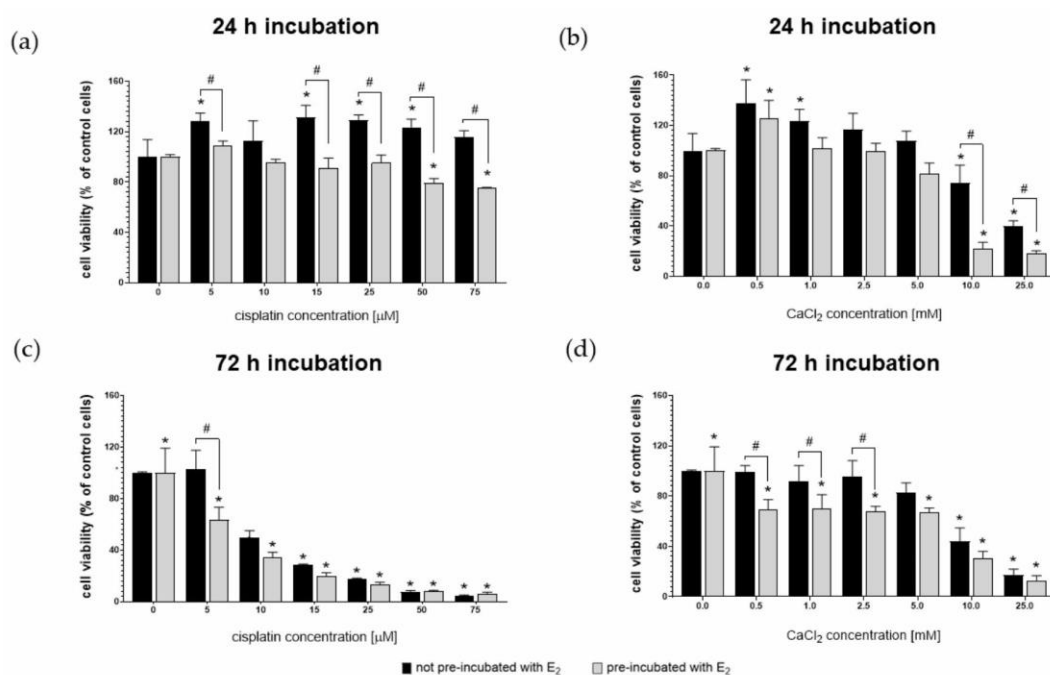 24 h incubation
(a)
#
#
#
#
#
*
*
*
*
*
*
160
120
80
40
0
cell viability (% of control cells)
0 5 10 15 25 50 75
cisplatin concentration [µM]
24 h incubation
(b)
*
*
*
#
*
*
#
*
*
160
120
80
40
0
cell viability (% of control cells)
0.0 0.5 1.0 2.5 5.0 10.0 25.0
CaCl₂ concentration [mM]
72 h incubation
(c)
*
#
*
*
*
*
*
*
*
*
*
*
160
120
80
40
0
cell viability (% of control cells)
0 5 10 15 25 50 75
cisplatin concentration [µM]
72 h incubation
(d)
*
#
*
#
*
#
*
*
*
*
*
*
160
120
80
40
0
cell viability (% of control cells)
0.0 0.5 1.0 2.5 5.0 10.0 25.0
CaCl₂ concentration [mM]
not pre-incubated with E₂
pre-incubated with E₂